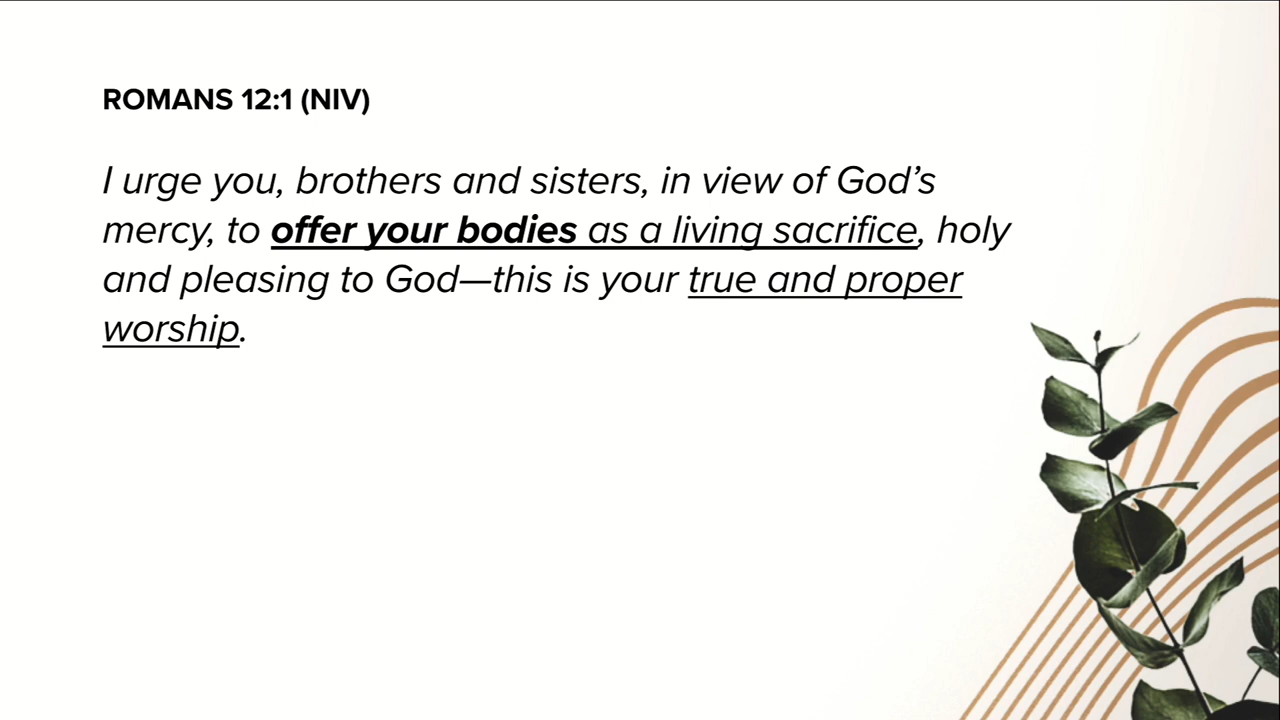 ROMANS 12:1 (NIV)
I urge you, brothers and sisters, in view of God’s
mercy, to offer your bodies as a living sacrifice, holy
and pleasing to God—this is your true and proper
worship.